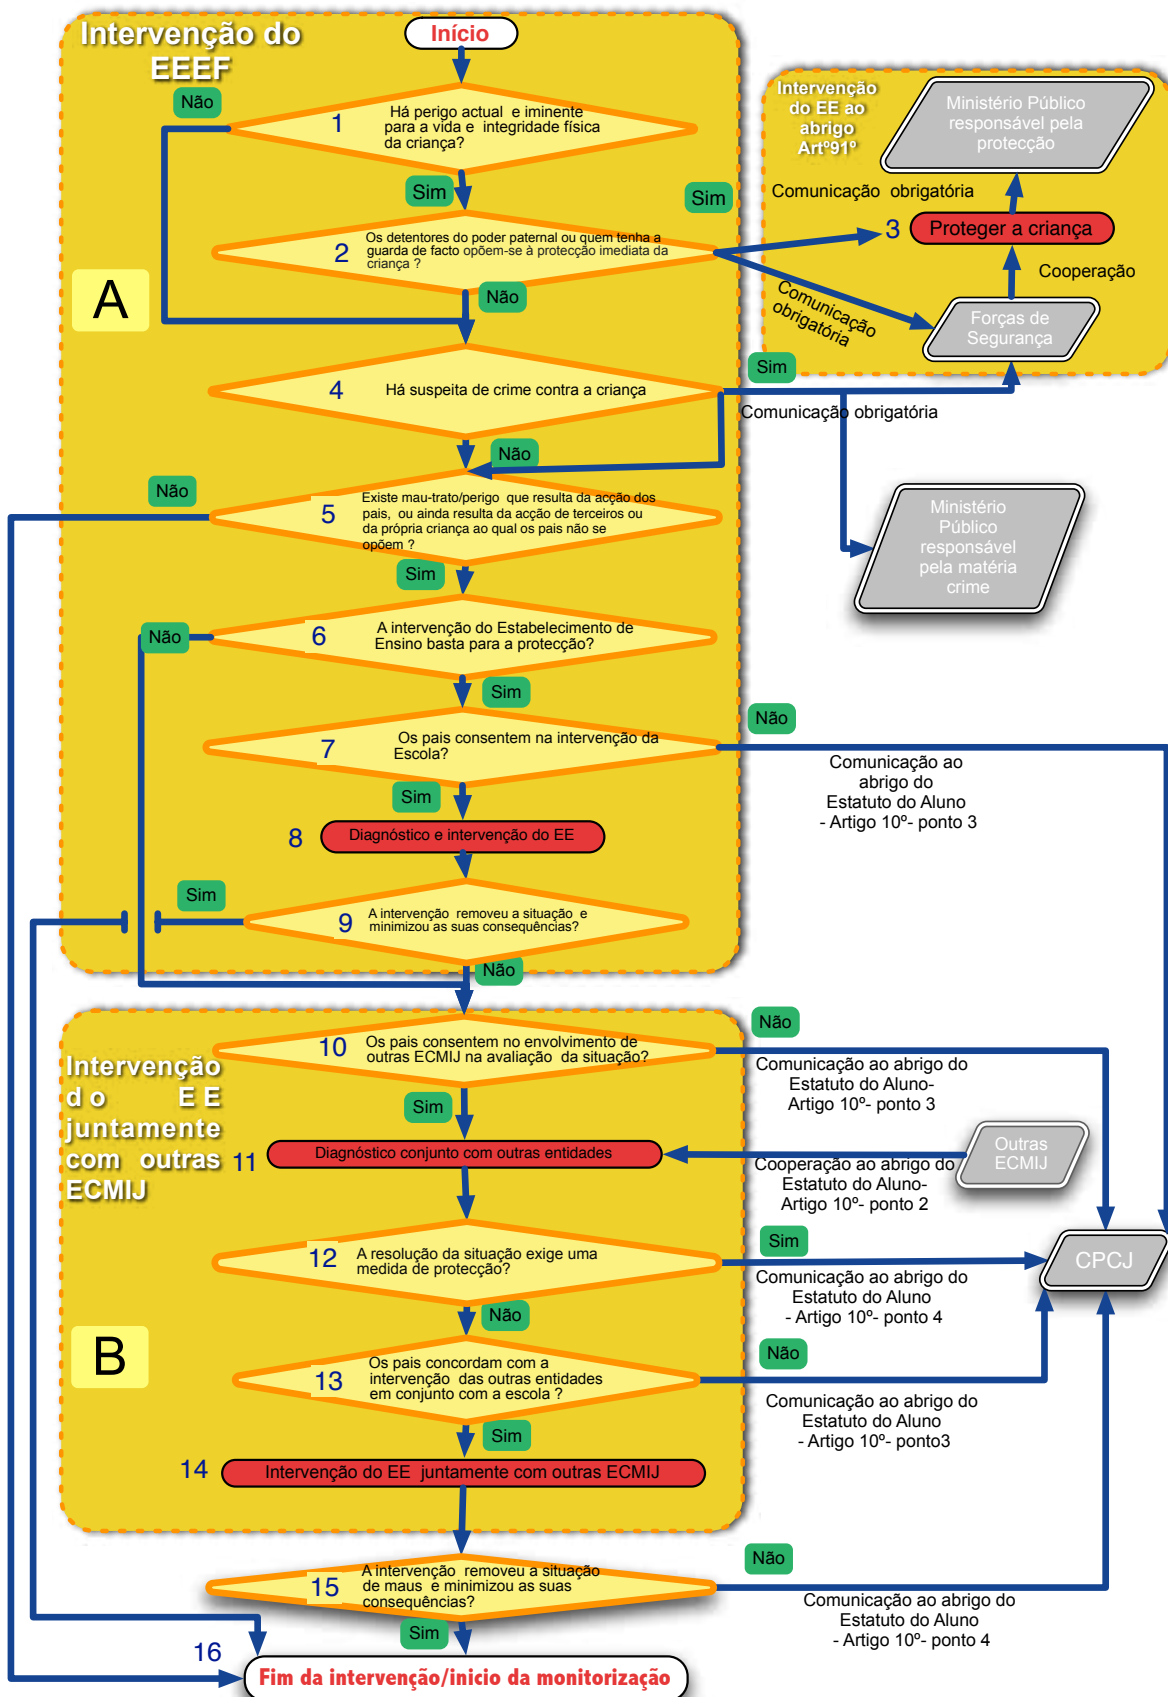 Intervenção do
EEEF
Início
Não
1
Há perigo actual e iminente
para a vida e integridade física
da criança?
Sim
Sim
2
Os detentores do poder paternal ou quem tenha a
guarda de facto opõem-se à protecção imediata da
criança ?
Não
A
Intervenção
do EE ao
abrigo
Artº91º
Ministério Público
responsável pela
protecção
Comunicação obrigatória
3
Proteger a criança
Cooperação
Comunicação
obrigatória
Forças de
Segurança
4
Há suspeita de crime contra a criança
Sim
Comunicação obrigatória
Não
Não
5
Existe mau-trato/perigo que resulta da acção dos
pais, ou ainda resulta da acção de terceiros ou
da própria criança ao qual os pais não se
opõem ?
Ministério
Público
responsável
pela matéria
crime
Sim
Não
6
A intervenção do Estabelecimento de
Ensino basta para a protecção?
Sim
7
Os pais consentem na intervenção da
Escola?
Não
Comunicação ao
abrigo do
Estatuto do Aluno
- Artigo 10º- ponto 3
Sim
8
Diagnóstico e intervenção do EE
Sim
9
A intervenção removeu a situação e
minimizou as suas consequências?
Não
Intervenção
do EE
juntamente
com outras
ECMIJ
10
Os pais consentem no envolvimento de
outras ECMIJ na avaliação da situação?
Não
Comunicação ao abrigo do
Estatuto do Aluno-
Artigo 10º- ponto 3
Sim
11
Diagnóstico conjunto com outras entidades
Outras
ECMIJ
Cooperação ao abrigo do
Estatuto do Aluno-
Artigo 10º- ponto 2
12
A resolução da situação exige uma
medida de protecção?
Sim
Comunicação ao abrigo do
Estatuto do Aluno
- Artigo 10º- ponto 4
CPCJ
Não
B
13
Os pais concordam com a
intervenção das outras entidades
em conjunto com a escola ?
Não
Comunicação ao abrigo do
Estatuto do Aluno
- Artigo 10º- ponto3
Sim
14
Intervenção do EE juntamente com outras ECMIJ
15
A intervenção removeu a situação
de maus e minimizou as suas
consequências?
Não
Comunicação ao abrigo do
Estatuto do Aluno
- Artigo 10º- ponto 4
Sim
16
Fim da intervenção/inicio da monitorização